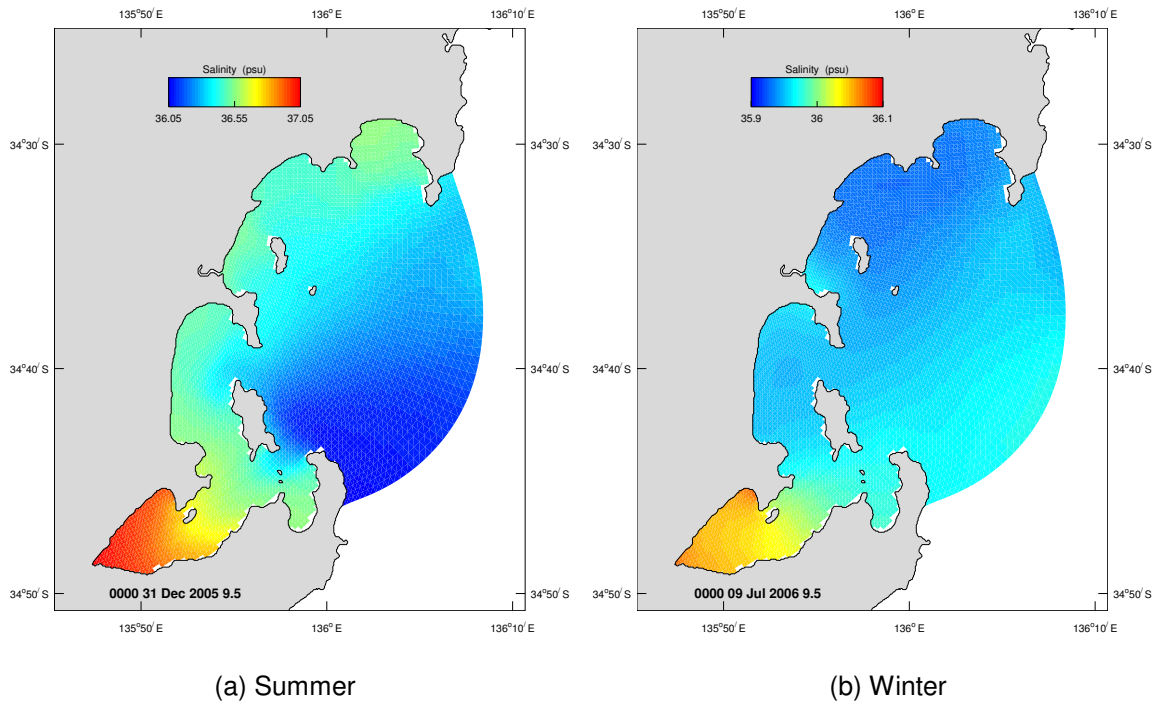 135°50′ E 136° E 136°10′ E
135°50′ E 136° E 136°10′ E
Salinity (psu)
36.05 36.55 37.05
Salinity (psu)
35.9 36 36.1
34°30′ S 34°30′ S
34°30′ S 34°30′ S
34°40′ S 34°40′ S
34°40′ S 34°40′ S
34°50′ S 34°50′ S
34°50′ S 34°50′ S
0000 31 Dec 2005 9.5
0000 09 Jul 2006 9.5
135°50′ E 136° E 136°10′ E
135°50′ E 136° E 136°10′ E
(a) Summer
(b) Winter